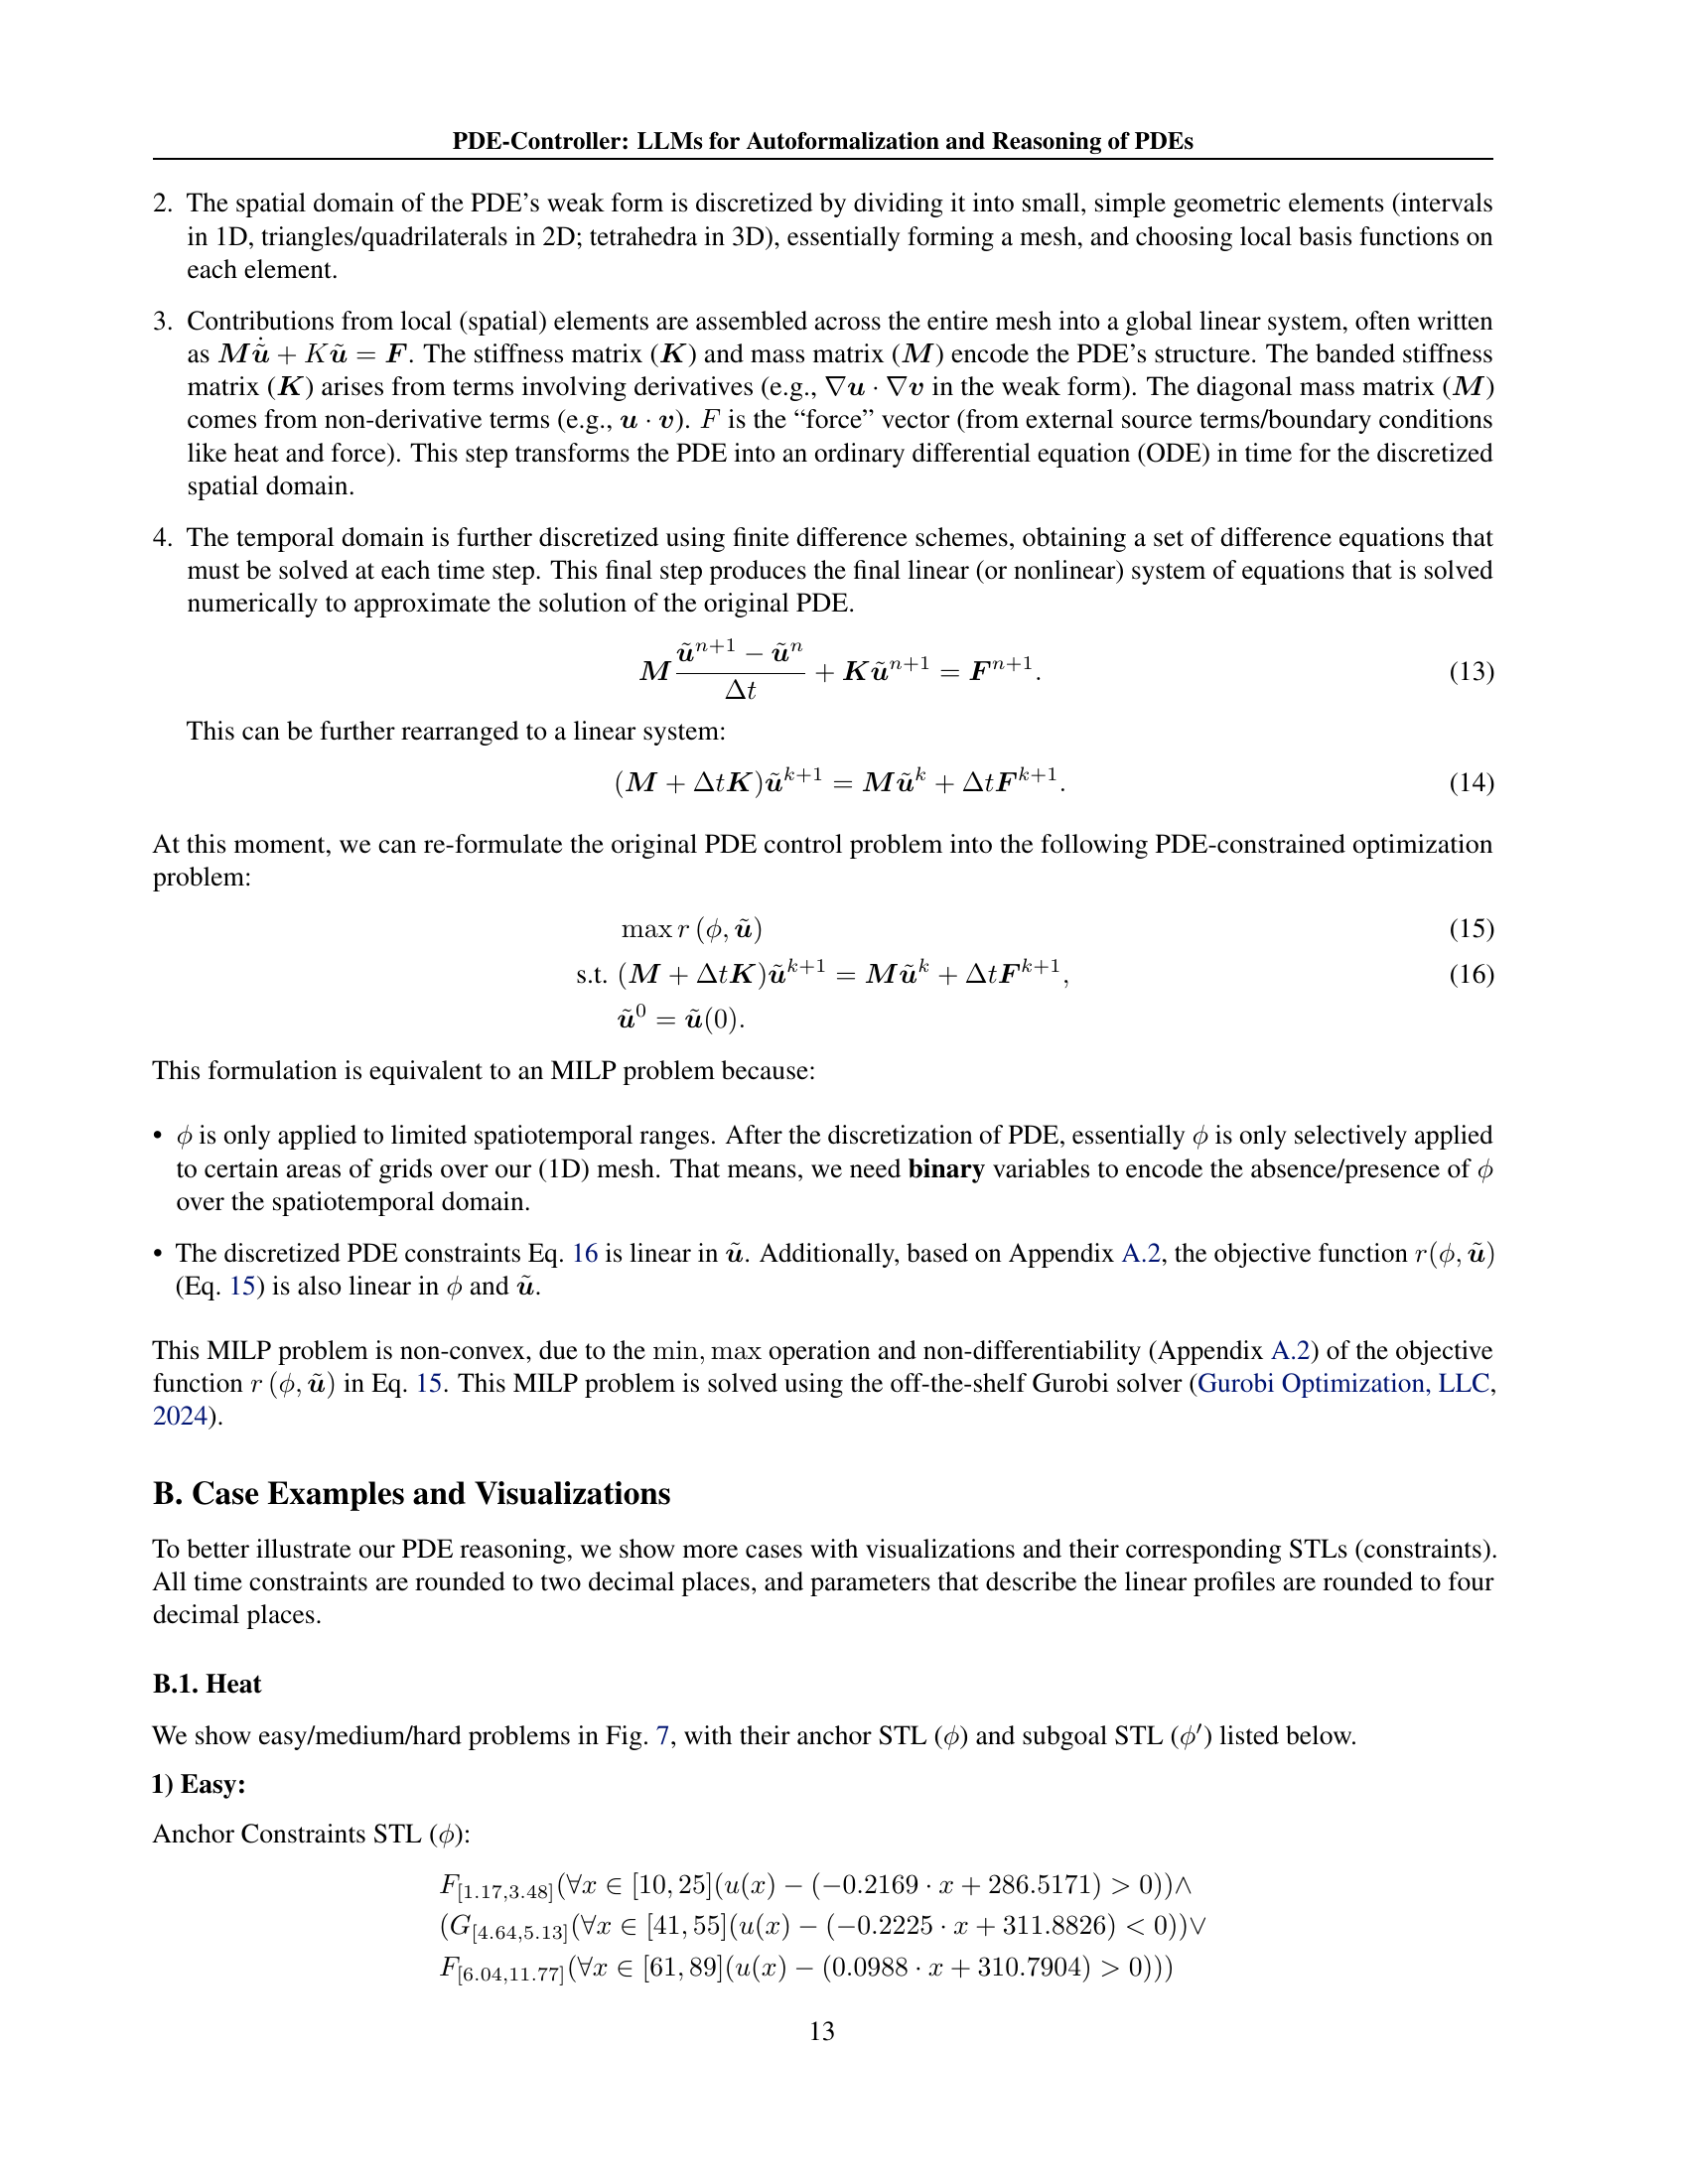 PDE-Controller: LLMs for Autoformalization and Reasoning of PDEs
2. The spatial domain of the PDE’s weak form is discretized by dividing it into small, simple geometric elements (intervals
in 1D, triangles/quadrilaterals in 2D; tetrahedra in 3D), essentially forming a mesh, and choosing local basis functions on
each element.
3. Contributions from local (spatial) elements are assembled across the entire mesh into a global linear system, often written
as $\boldsymbol{M}\dot{\tilde{\boldsymbol{u}}} + K\tilde{\boldsymbol{u}} = \boldsymbol{F}$. The stiffness matrix ($\boldsymbol{K}$) and mass matrix ($\boldsymbol{M}$) encode the PDE’s structure. The banded stiffness
matrix ($\boldsymbol{K}$) arises from terms involving derivatives (e.g., $\nabla\boldsymbol{u} \cdot \nabla\boldsymbol{v}$ in the weak form). The diagonal mass matrix ($\boldsymbol{M}$)
comes from non-derivative terms (e.g., $\boldsymbol{u} \cdot \boldsymbol{v}$). $F$ is the “force” vector (from external source terms/boundary conditions
like heat and force). This step transforms the PDE into an ordinary differential equation (ODE) in time for the discretized
spatial domain.
4. The temporal domain is further discretized using finite difference schemes, obtaining a set of difference equations that
must be solved at each time step. This final step produces the final linear (or nonlinear) system of equations that is solved
numerically to approximate the solution of the original PDE.
$\boldsymbol{M}\frac{\tilde{\boldsymbol{u}}^{n+1} - \tilde{\boldsymbol{u}}^{n}}{\Delta t} + \boldsymbol{K}\tilde{\boldsymbol{u}}^{n+1} = \boldsymbol{F}^{n+1}.$ (13)
This can be further rearranged to a linear system:
$(\boldsymbol{M} + \Delta t\boldsymbol{K})\tilde{\boldsymbol{u}}^{k+1} = \boldsymbol{M}\tilde{\boldsymbol{u}}^{k} + \Delta t\boldsymbol{F}^{k+1}.$ (14)
At this moment, we can re-formulate the original PDE control problem into the following PDE-constrained optimization
problem:
$\max r(\phi, \tilde{\boldsymbol{u}})$ (15)
s.t. $(\boldsymbol{M} + \Delta t\boldsymbol{K})\tilde{\boldsymbol{u}}^{k+1} = \boldsymbol{M}\tilde{\boldsymbol{u}}^{k} + \Delta t\boldsymbol{F}^{k+1},$ (16)
$\tilde{\boldsymbol{u}}^{0} = \tilde{\boldsymbol{u}}(0).$
This formulation is equivalent to an MILP problem because:
• $\phi$ is only applied to limited spatiotemporal ranges. After the discretization of PDE, essentially $\phi$ is only selectively applied
to certain areas of grids over our (1D) mesh. That means, we need binary variables to encode the absence/presence of $\phi$
over the spatiotemporal domain.
• The discretized PDE constraints Eq. 16 is linear in $\tilde{\boldsymbol{u}}$. Additionally, based on Appendix A.2, the objective function $r(\phi, \tilde{\boldsymbol{u}})$
(Eq. 15) is also linear in $\phi$ and $\tilde{\boldsymbol{u}}$.
This MILP problem is non-convex, due to the min, max operation and non-differentiability (Appendix A.2) of the objective
function $r(\phi, \tilde{\boldsymbol{u}})$ in Eq. 15. This MILP problem is solved using the off-the-shelf Gurobi solver (Gurobi Optimization, LLC,
2024).
B. Case Examples and Visualizations
To better illustrate our PDE reasoning, we show more cases with visualizations and their corresponding STLs (constraints).
All time constraints are rounded to two decimal places, and parameters that describe the linear profiles are rounded to four
decimal places.
B.1. Heat
We show easy/medium/hard problems in Fig. 7, with their anchor STL ($\phi$) and subgoal STL ($\phi'$) listed below.
1) Easy:
Anchor Constraints STL ($\phi$):
$F_{[1.17,3.48]}(\forall x \in [10, 25](u(x) - (-0.2169 \cdot x + 286.5171) > 0))\wedge$
$(G_{[4.64,5.13]}(\forall x \in [41, 55](u(x) - (-0.2225 \cdot x + 311.8826) < 0))\vee$
$F_{[6.04,11.77]}(\forall x \in [61, 89](u(x) - (0.0988 \cdot x + 310.7904) > 0)))$
13